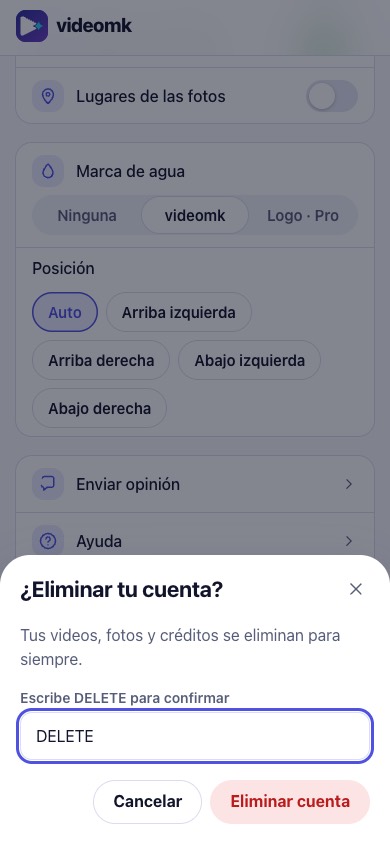 videomk
Lugares de las fotos
Marca de agua
Ninguna videomk Logo · Pro
Posición
Auto Arriba izquierda
Arriba derecha Abajo izquierda
Abajo derecha
Enviar opinión
Ayuda
¿Eliminar tu cuenta?
Tus videos, fotos y créditos se eliminan para
siempre.
Escribe DELETE para confirmar
DELETE
Cancelar Eliminar cuenta